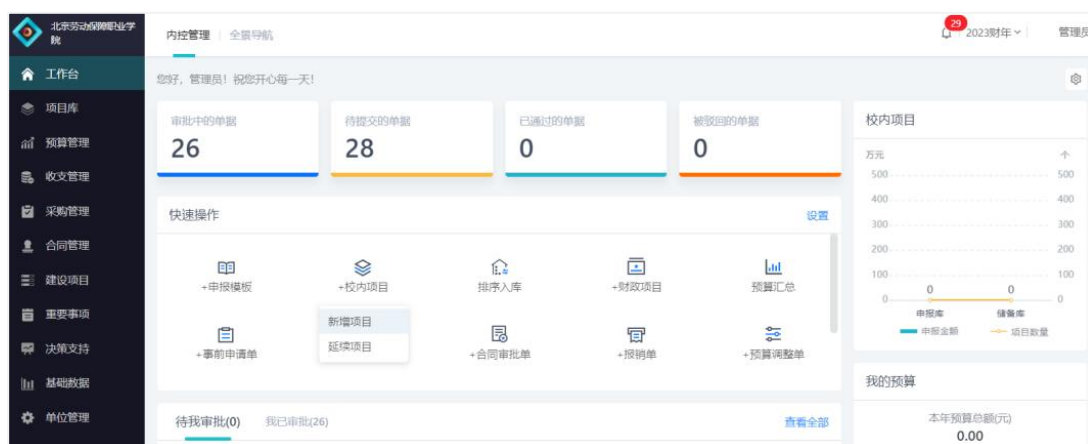 北京劳动保障职业学
院
内控管理
全景导航
29
2023财年
管理员
工作台
项目库
预算管理
收支管理
采购管理
合同管理
建设项目
重要事项
决策支持
基础数据
单位管理
您好，管理员！祝您开心每一天！
审批中的单据
26
待提交的单据
28
已通过的单据
0
被驳回的单据
0
快速操作
设置
+申报模板
+校内项目
排序入库
+财政项目
预算汇总
新增项目
延续项目
+事前申请单
+合同审批单
+报销单
+预算调整单
待我审批(0)
我已审批(26)
查看全部
校内项目
万元
个
500
500
400
400
300
300
200
200
100
100
0
0
0
0
申报库
储备库
申报金额
项目数量
我的预算
本年预算总额(元)
0.00